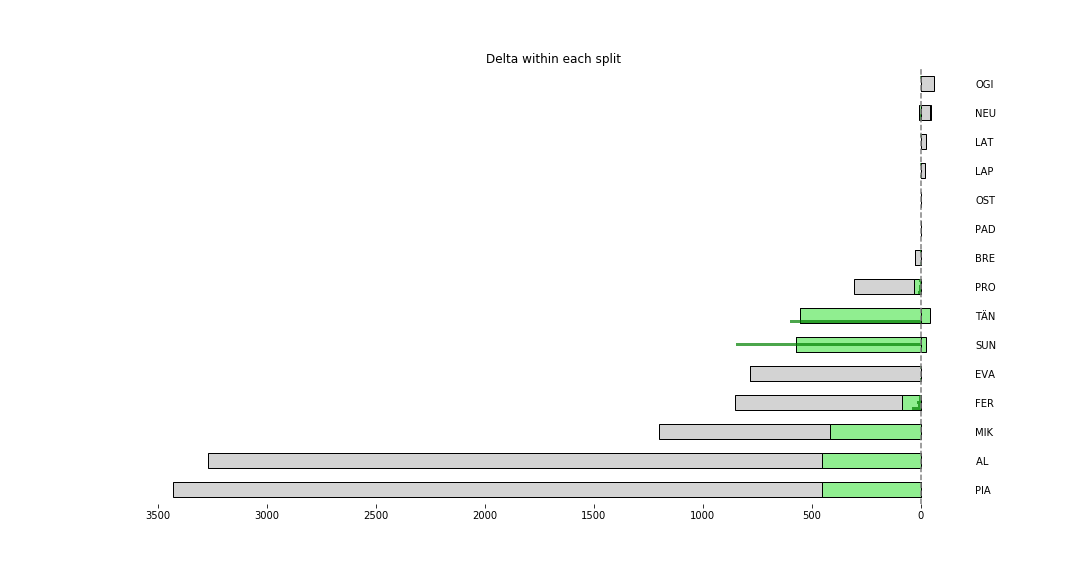 Delta within each split
OGI
NEU
LAT
LAP
OST
PAD
BRE
PRO
TÄN
SUN
EVA
FER
MIK
AL
PIA
3500 3000 2500 2000 1500 1000 500 0